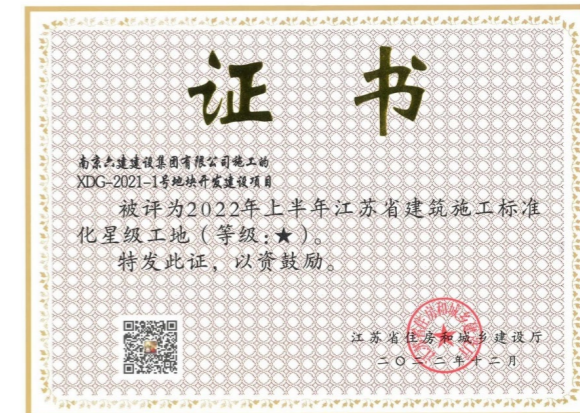 证 书
南京六建建设集团有限公司施工的
XDG-2021-1号地块开发建设项目
被评为2022年上半年江苏省建筑施工标准
化星级工地（等级:★）。
特发此证，以资鼓励。
江苏省住房和城乡建设厅
二〇二二年十二月